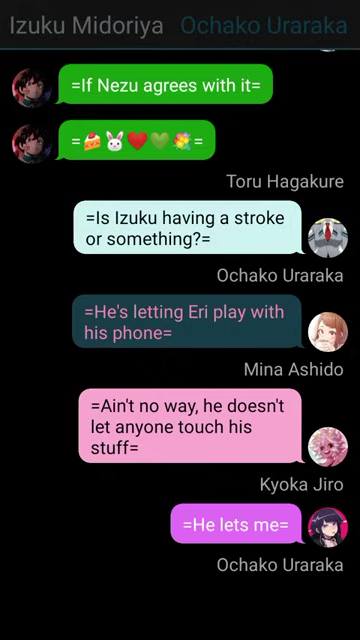 Izuku Midoriya Ochako Uraraka
=If Nezu agrees with it=
=🍰🐰❤️💚💐=
Toru Hagakure
=Is Izuku having a stroke
or something?=
Ochako Uraraka
=He's letting Eri play with
his phone=
Mina Ashido
=Ain't no way, he doesn't
let anyone touch his
stuff=
Kyoka Jiro
=He lets me=
Ochako Uraraka